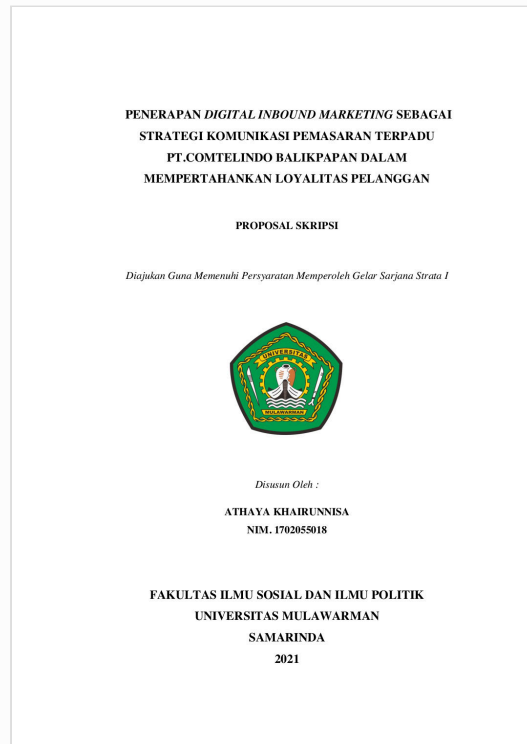 PENERAPAN DIGITAL INBOUND MARKETING SEBAGAI
STRATEGI KOMUNIKASI PEMASARAN TERPADU
PT.COMTELINDO BALIKPAPAN DALAM
MEMPERTAHANKAN LOYALITAS PELANGGAN
PROPOSAL SKRIPSI
Diajukan Guna Memenuhi Persyaratan Memperoleh Gelar Sarjana Strata I
UNIVERSITAS
MULAWARMAN
Disusun Oleh :
ATHAYA KHAIRUNNISA
NIM. 1702055018
FAKULTAS ILMU SOSIAL DAN ILMU POLITIK
UNIVERSITAS MULAWARMAN
SAMARINDA
2021